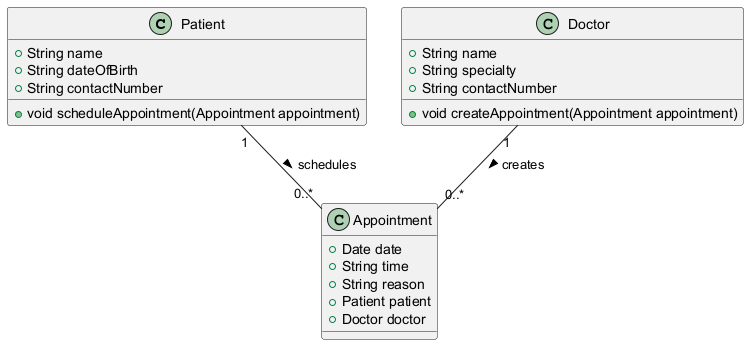 C Patient
String name
String dateOfBirth
String contactNumber
void scheduleAppointment(Appointment appointment)
C Doctor
String name
String specialty
String contactNumber
void createAppointment(Appointment appointment)
1
schedules
0..*
1
creates
0..*
C Appointment
Date date
String time
String reason
Patient patient
Doctor doctor